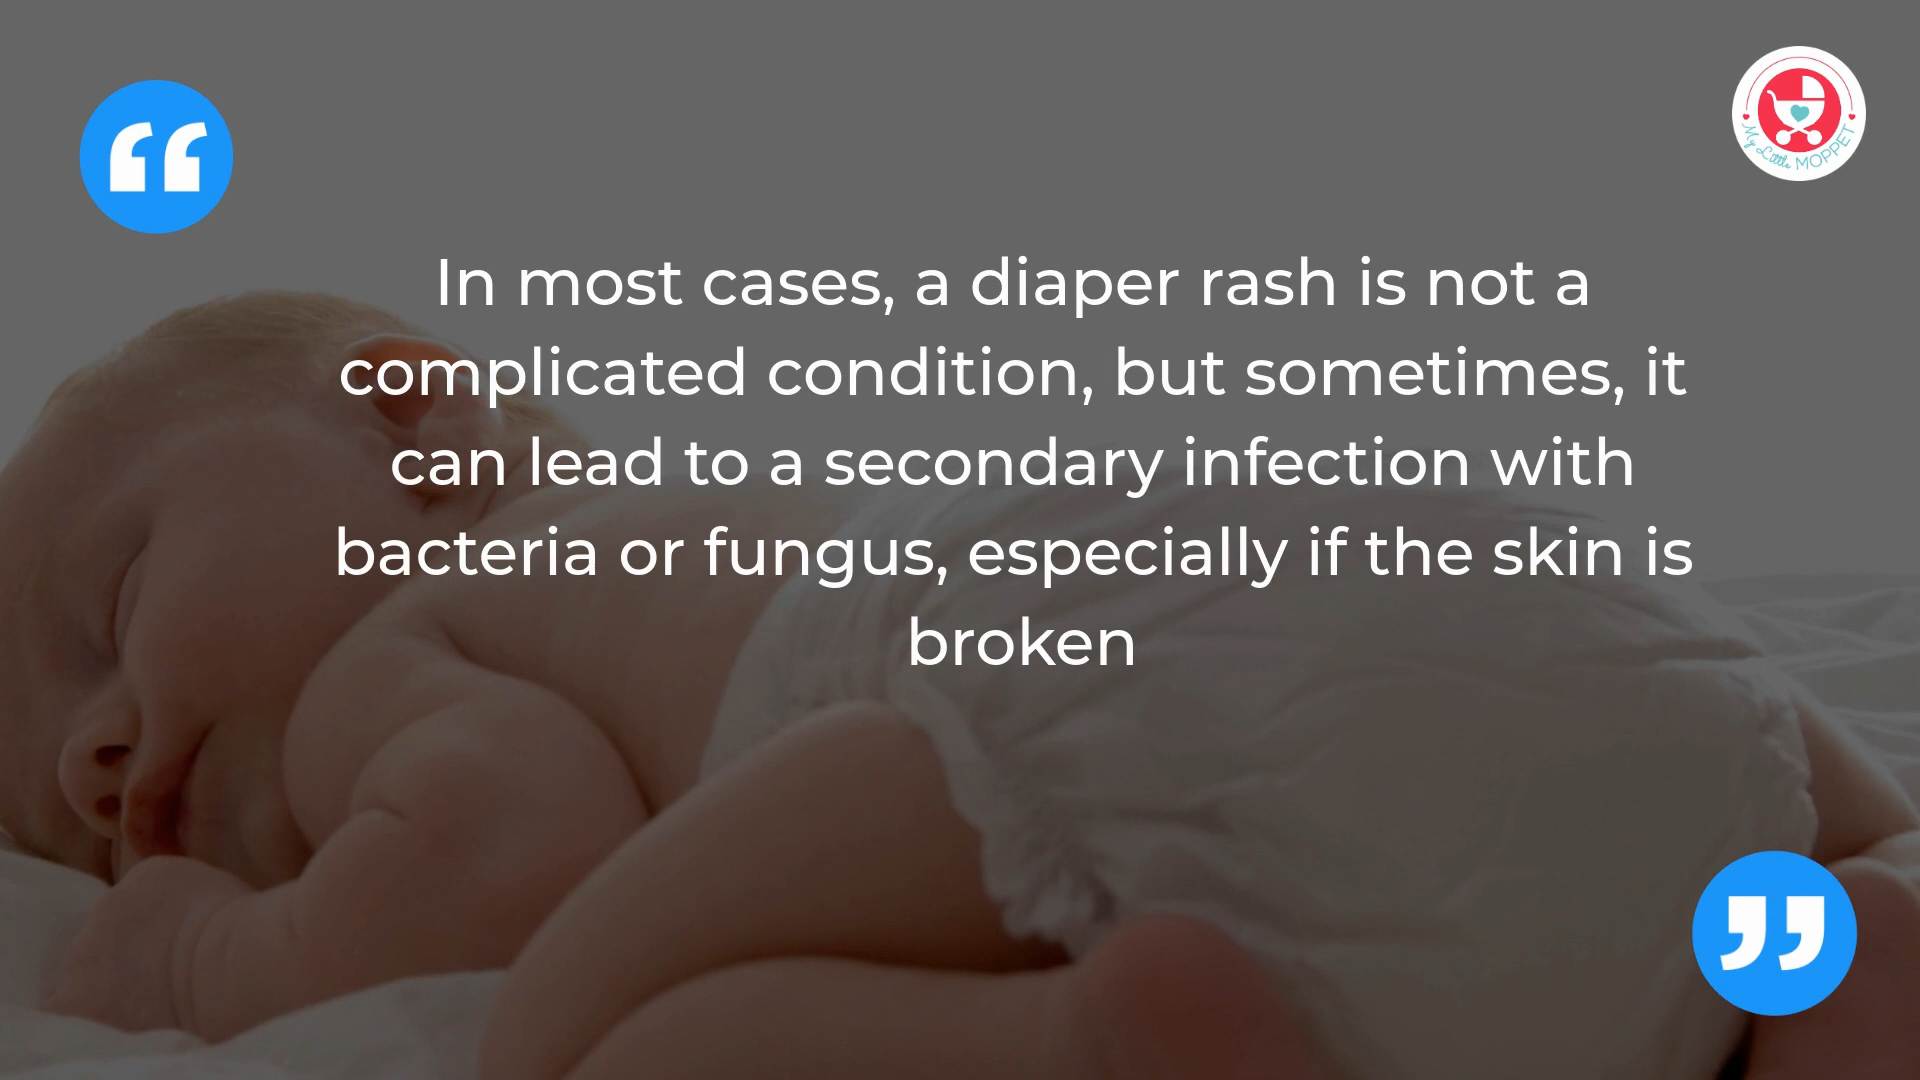 My Little MOPPET
In most cases, a diaper rash is not a
complicated condition, but sometimes, it
can lead to a secondary infection with
bacteria or fungus, especially if the skin is
broken